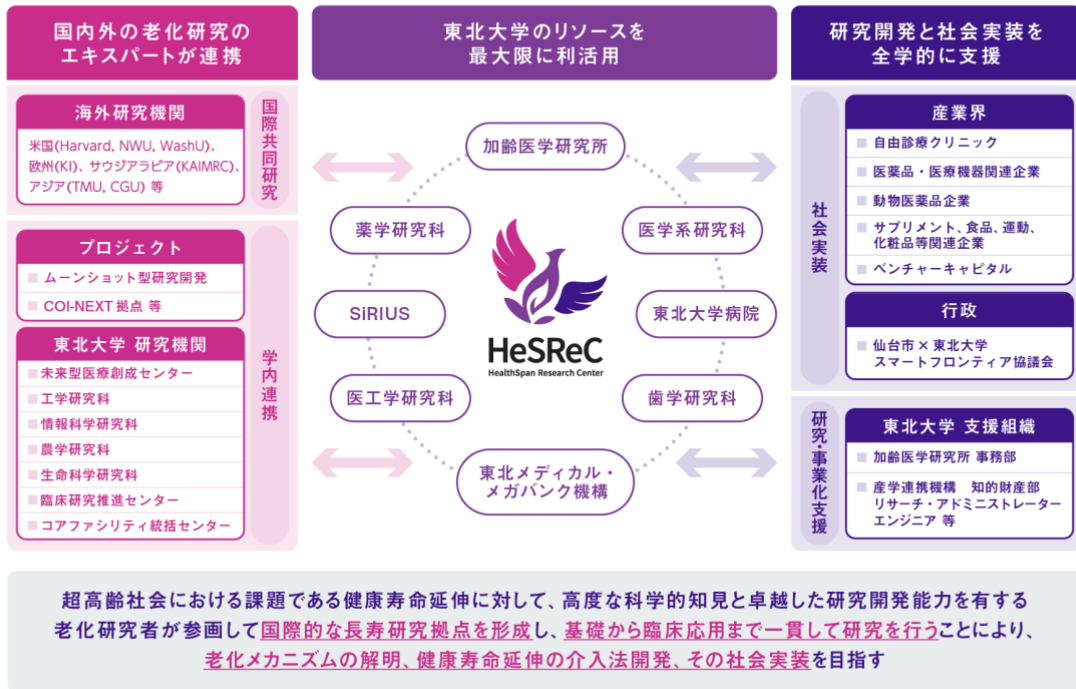 国内外の老化研究の
エキスパートが連携
海外研究機関
米国(Harvard, NWU, WashU)、
欧州(KI)、サウジアラビア(KAIMRC)、
アジア(TMU, CGU) 等
国際共同研究
プロジェクト
ムーンショット型研究開発
COI-NEXT 拠点 等
東北大学 研究機関
未来型医療創成センター
工学研究科
情報科学研究科
農学研究科
生命科学研究科
臨床研究推進センター
コアファシリティ統括センター
学内連携
東北大学のリソースを
最大限に利活用
加齢医学研究所
薬学研究科
医学系研究科
SiRIUS
東北大学病院
HeSReC
HealthSpan Research Center
医工学研究科
歯学研究科
東北メディカル・
メガバンク機構
研究開発と社会実装を
全学的に支援
社会実装
産業界
自由診療クリニック
医薬品・医療機器関連企業
動物医薬品企業
サプリメント、食品、運動、
化粧品等関連企業
ベンチャーキャピタル
行政
仙台市×東北大学
スマートフロンティア協議会
研究・事業化支援
東北大学 支援組織
加齢医学研究所 事務部
産学連携機構 知的財産部
リサーチ・アドミニストレーター
エンジニア 等
超高齢社会における課題である健康寿命延伸に対して、高度な科学的知見と卓越した研究開発能力を有する
老化研究者が参画して国際的な長寿研究拠点を形成し、基礎から臨床応用まで一貫して研究を行うことにより、
老化メカニズムの解明、健康寿命延伸の介入法開発、その社会実装を目指す